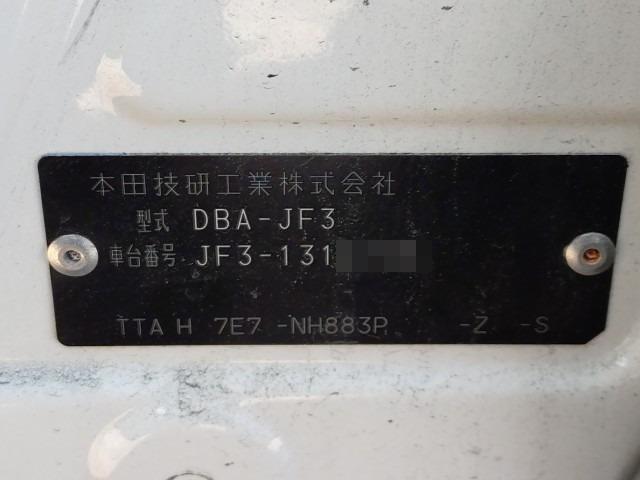 本田技研工業株式会社
型式 DBA-JF3
車台番号 JF3-131
TTA H 7E7 -NH883P -Z -S